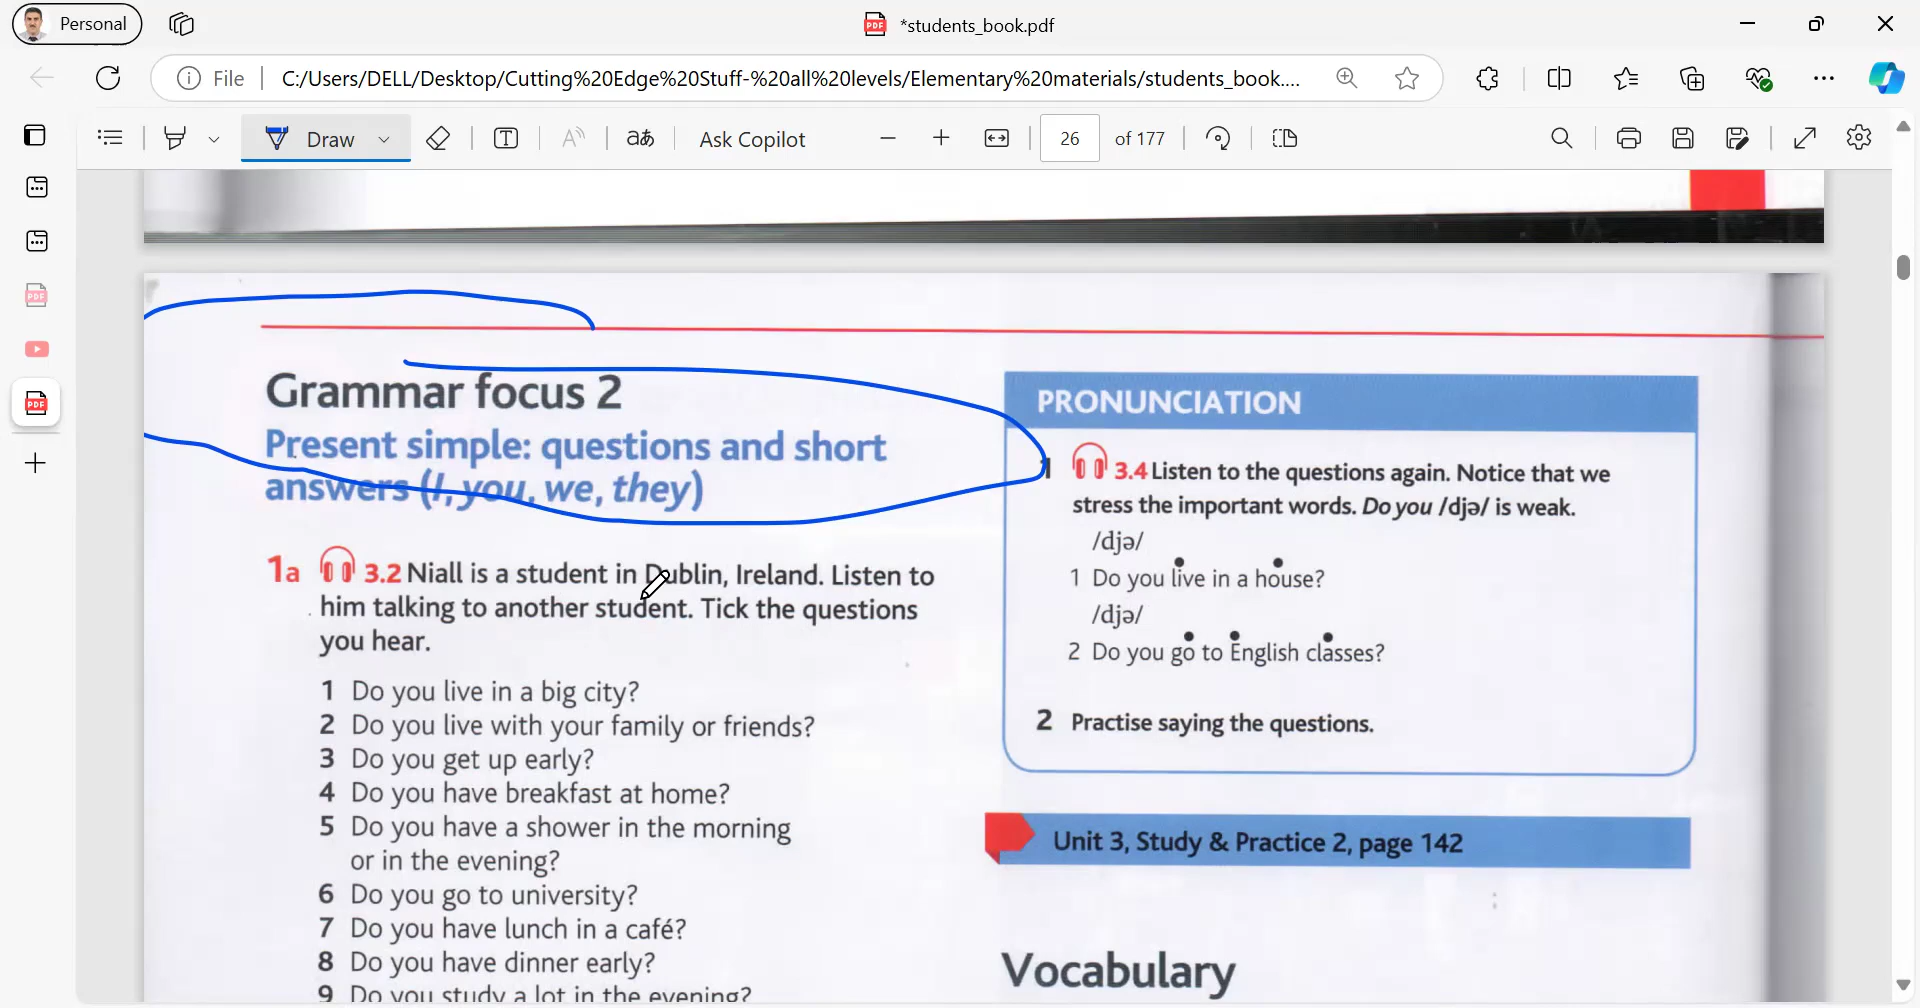 Personal
*students_book.pdf
File
C:/Users/DELL/Desktop/Cutting%20Edge%20Stuff-%20all%20levels/Elementary%20materials/students_book....
Draw
aあ
Ask Copilot
26 of 177
Grammar focus 2
Present simple: questions and short
answers (I, you, we, they)
1a 3.2 Niall is a student in Dublin, Ireland. Listen to
him talking to another student. Tick the questions
you hear.
1 Do you live in a big city?
2 Do you live with your family or friends?
3 Do you get up early?
4 Do you have breakfast at home?
5 Do you have a shower in the morning
or in the evening?
6 Do you go to university?
7 Do you have lunch in a café?
8 Do you have dinner early?
9 Do you study a lot in the evening?
PRONUNCIATION
1 3.4 Listen to the questions again. Notice that we
stress the important words. Do you /djə/ is weak.
/djə/
1 Do you live in a house?
/djə/
2 Do you go to English classes?
2 Practise saying the questions.
Unit 3, Study & Practice 2, page 142
Vocabulary